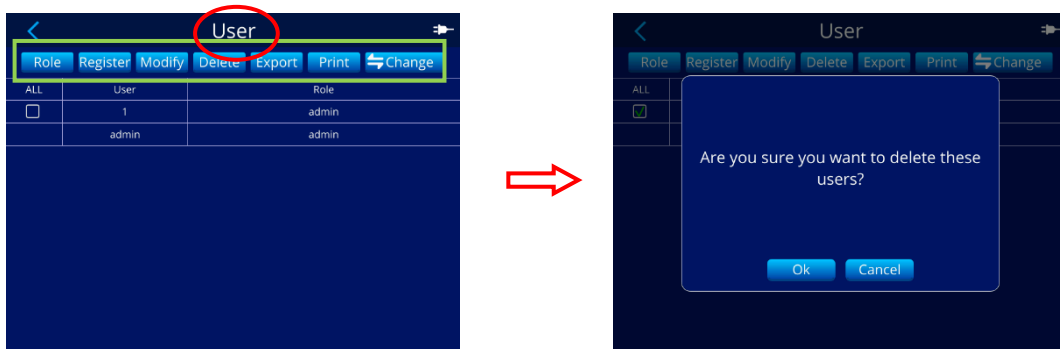 User
Role Register Modify Delete Export Print Change
ALL User Role
1 admin
admin admin
User
Role Register Modify Delete Export Print Change
ALL
Are you sure you want to delete these
users?
Ok Cancel